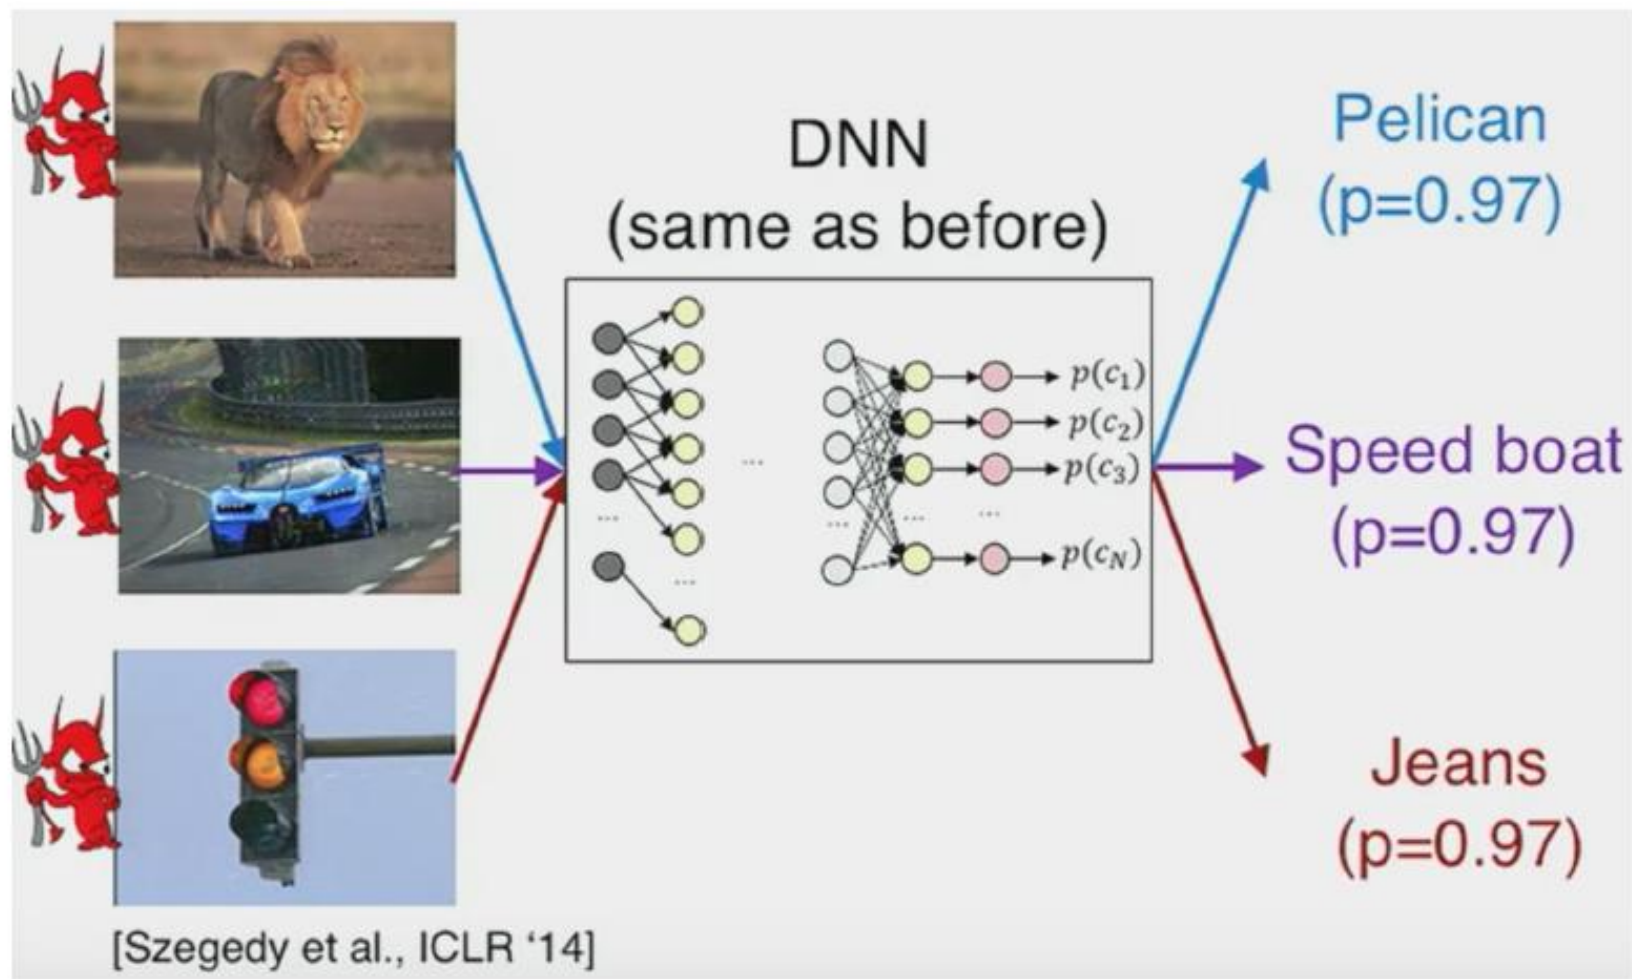 DNN
(same as before)
Pelican
(p=0.97)
p(c₁)
p(c₂)
p(c₃)
...
...
...
...
...
...
p(c_N)
Speed boat
(p=0.97)
Jeans
(p=0.97)
[Szegedy et al., ICLR ‘14]